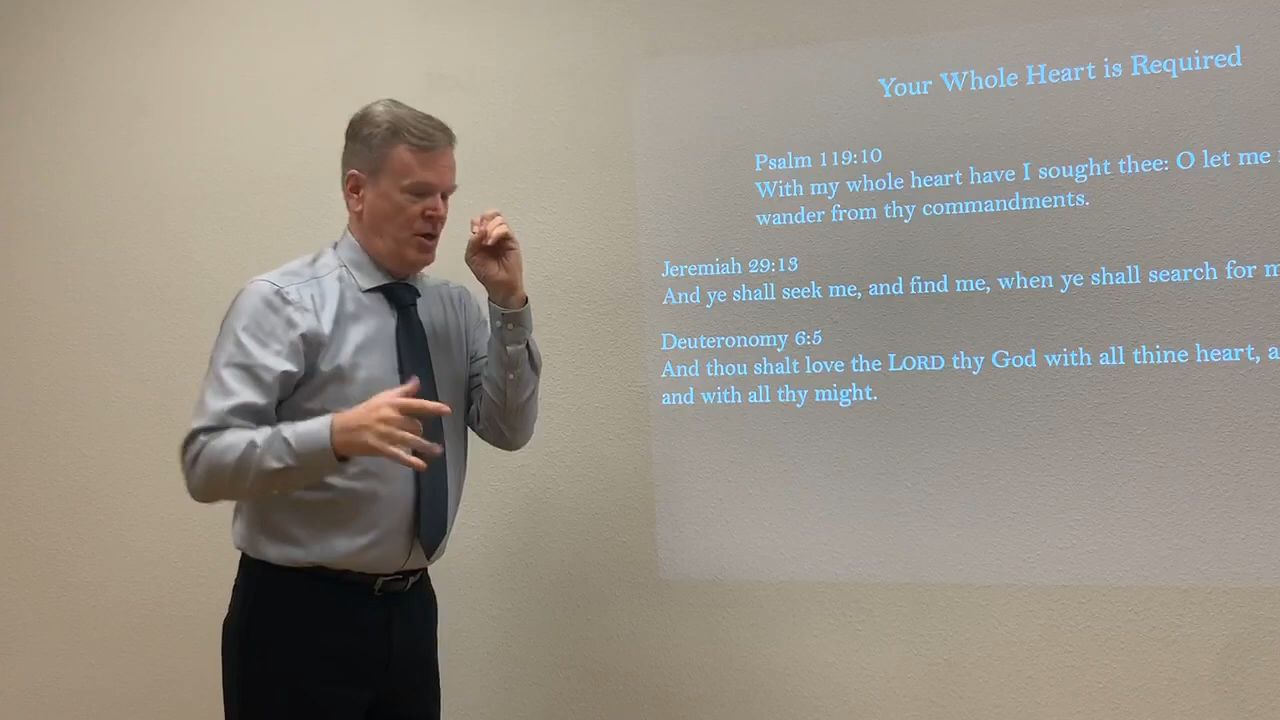 Your Whole Heart is Required
Psalm 119:10
With my whole heart have I sought thee: O let me
wander from thy commandments.
Jeremiah 29:13
And ye shall seek me, and find me, when ye shall search for
Deuteronomy 6:5
And thou shalt love the LORD thy God with all thine heart,
and with all thy might.